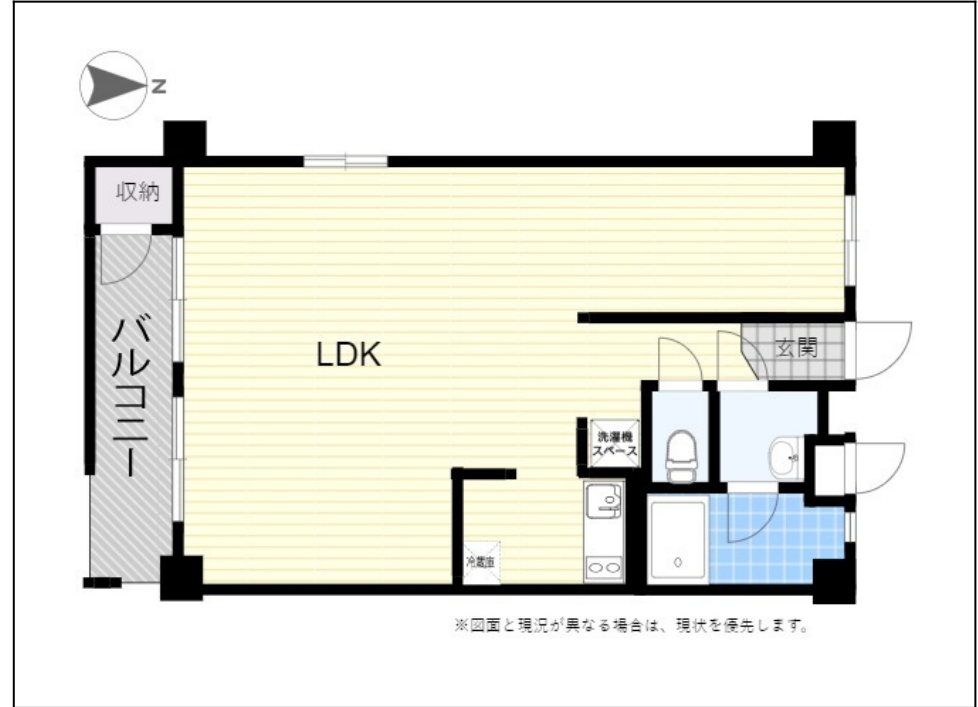 N
収納
バルコニー
LDK
玄関
洗濯機
スペース
冷蔵庫
※図面と現況が異なる場合は、現状を優先します。